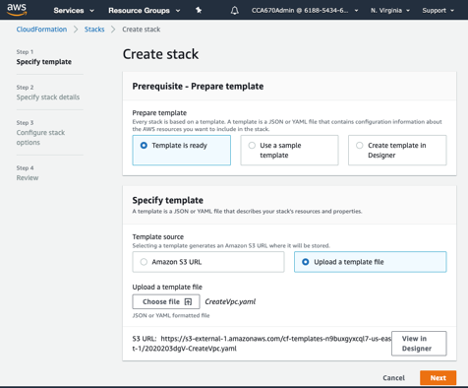 aws Services Resource Groups CCA670Admin @ 6188-5434-6... N. Virginia Support
CloudFormation > Stacks > Create stack
Step 1
Specify template
Step 2
Specify stack details
Step 3
Configure stack
options
Step 4
Review
Create stack
Prerequisite - Prepare template
Prepare template
Every stack is based on a template. A template is a JSON or YAML file that contains configuration information about
the AWS resources you want to include in the stack.
Template is ready
Use a sample
template
Create template in
Designer
Specify template
A template is a JSON or YAML file that describes your stack's resources and properties.
Template source
Selecting a template generates an Amazon S3 URL where it will be stored.
Amazon S3 URL
Upload a template file
Upload a template file
Choose file CreateVpc.yaml
JSON or YAML formatted file
S3 URL: https://s3-external-1.amazonaws.com/cf-templates-n9buxgyxcql7-us-eas
t-1/2020203dgV-CreateVpc.yaml
View in
Designer
Cancel Next